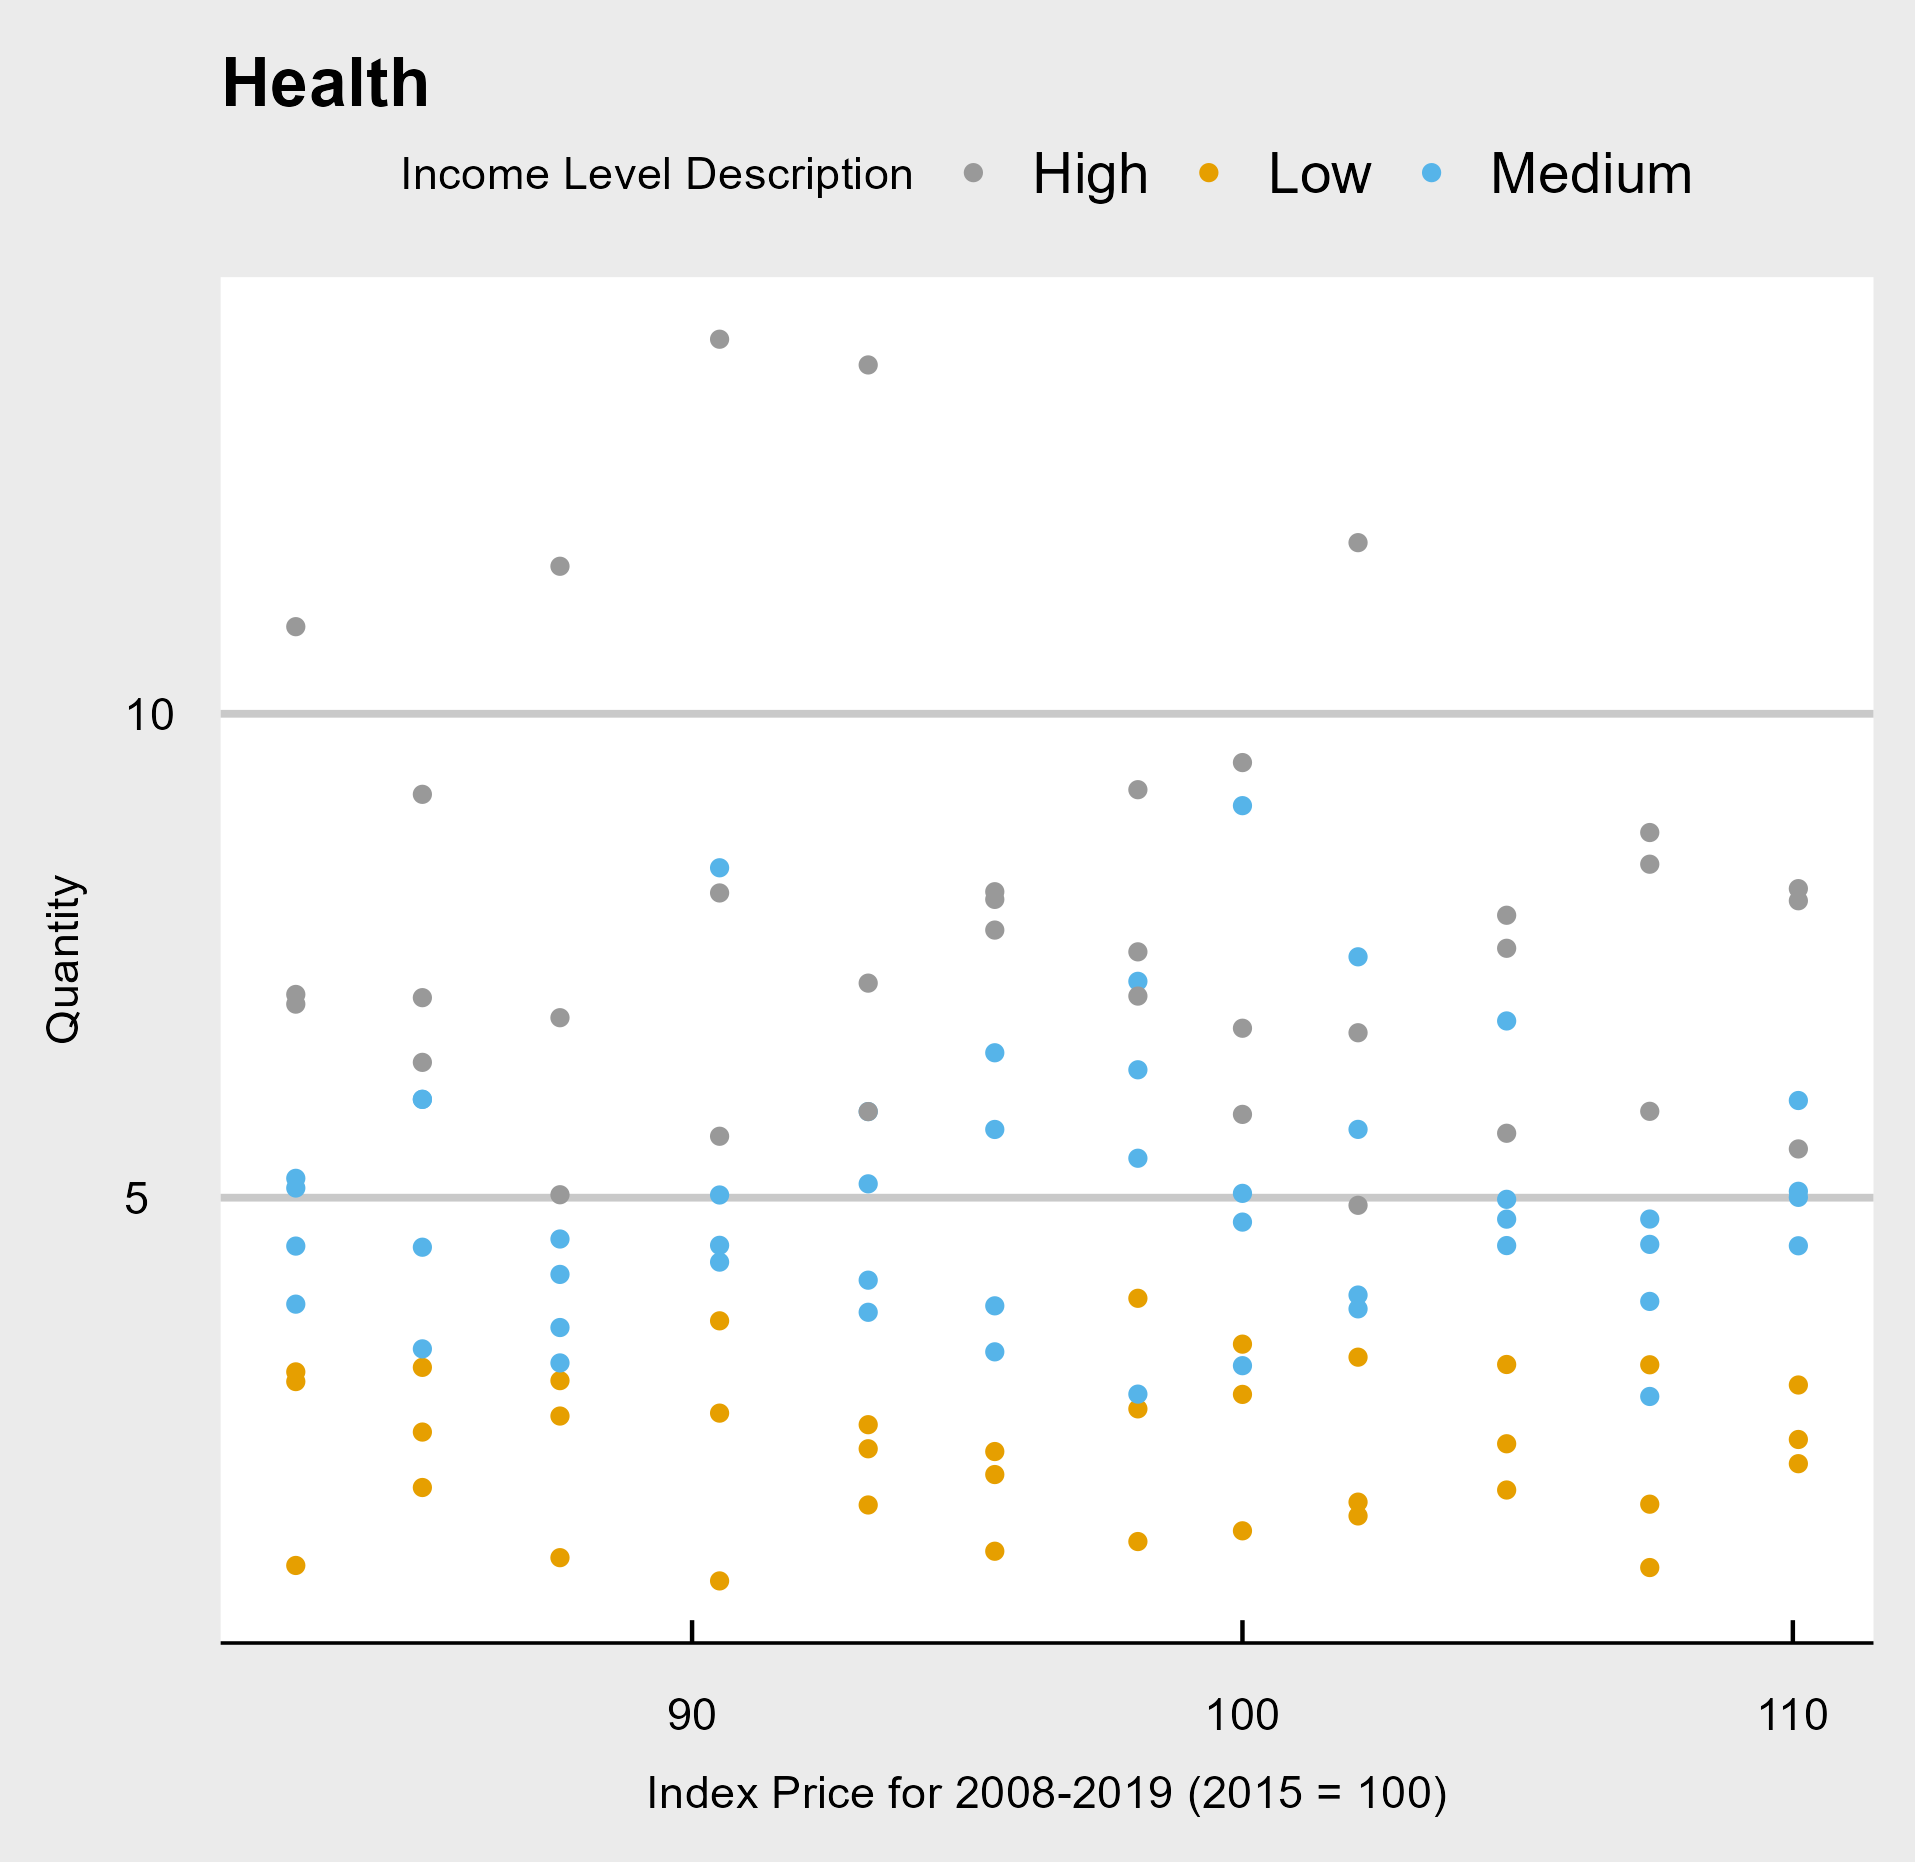 Health
Income Level Description High Low Medium
10
5
Quantity
90 100 110
Index Price for 2008-2019 (2015 = 100)